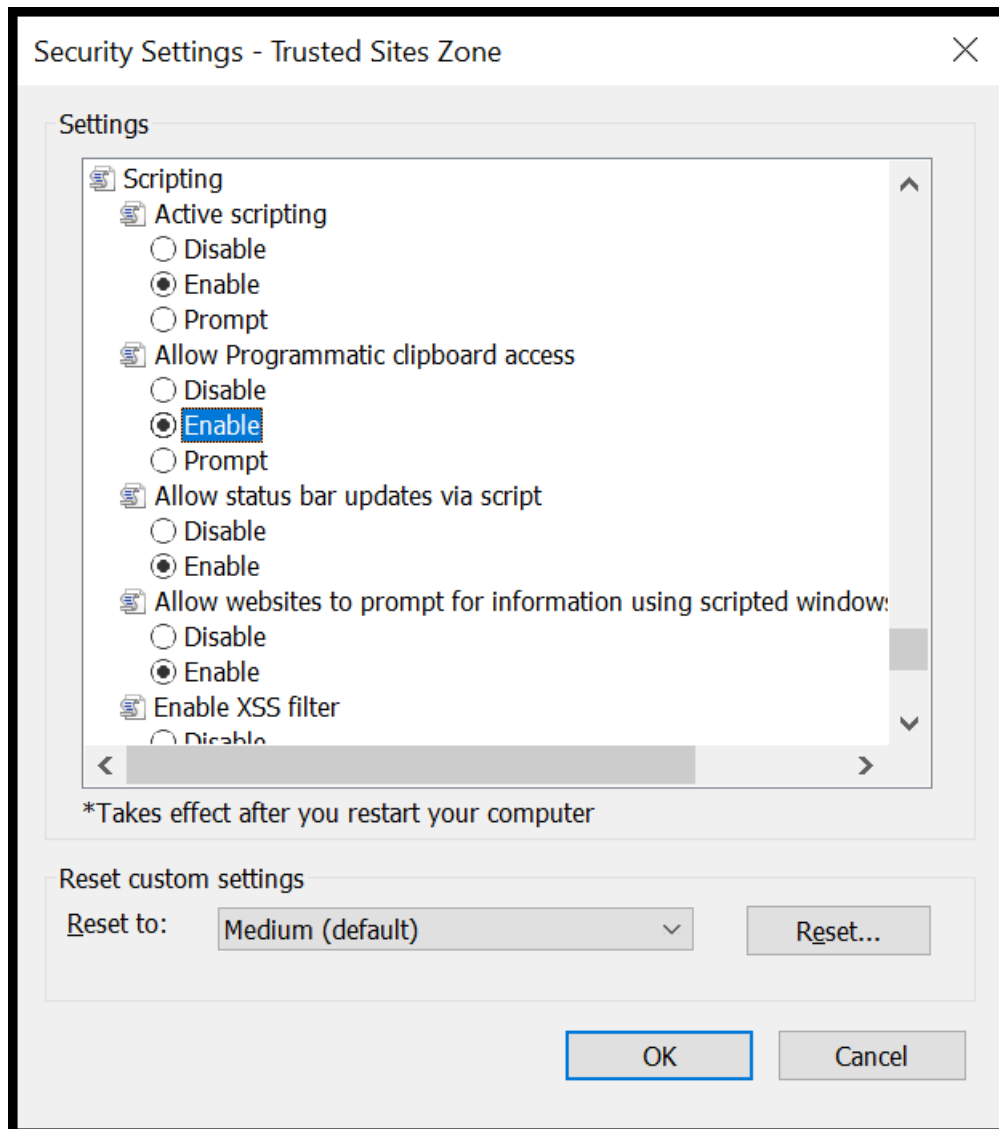 Security Settings - Trusted Sites Zone
Settings
Scripting
Active scripting
Disable
Enable
Prompt
Allow Programmatic clipboard access
Disable
Enable
Prompt
Allow status bar updates via script
Disable
Enable
Allow websites to prompt for information using scripted windows
Disable
Enable
Enable XSS filter
Disable
*Takes effect after you restart your computer
Reset custom settings
Reset to:
Medium (default)
Reset...
OK
Cancel